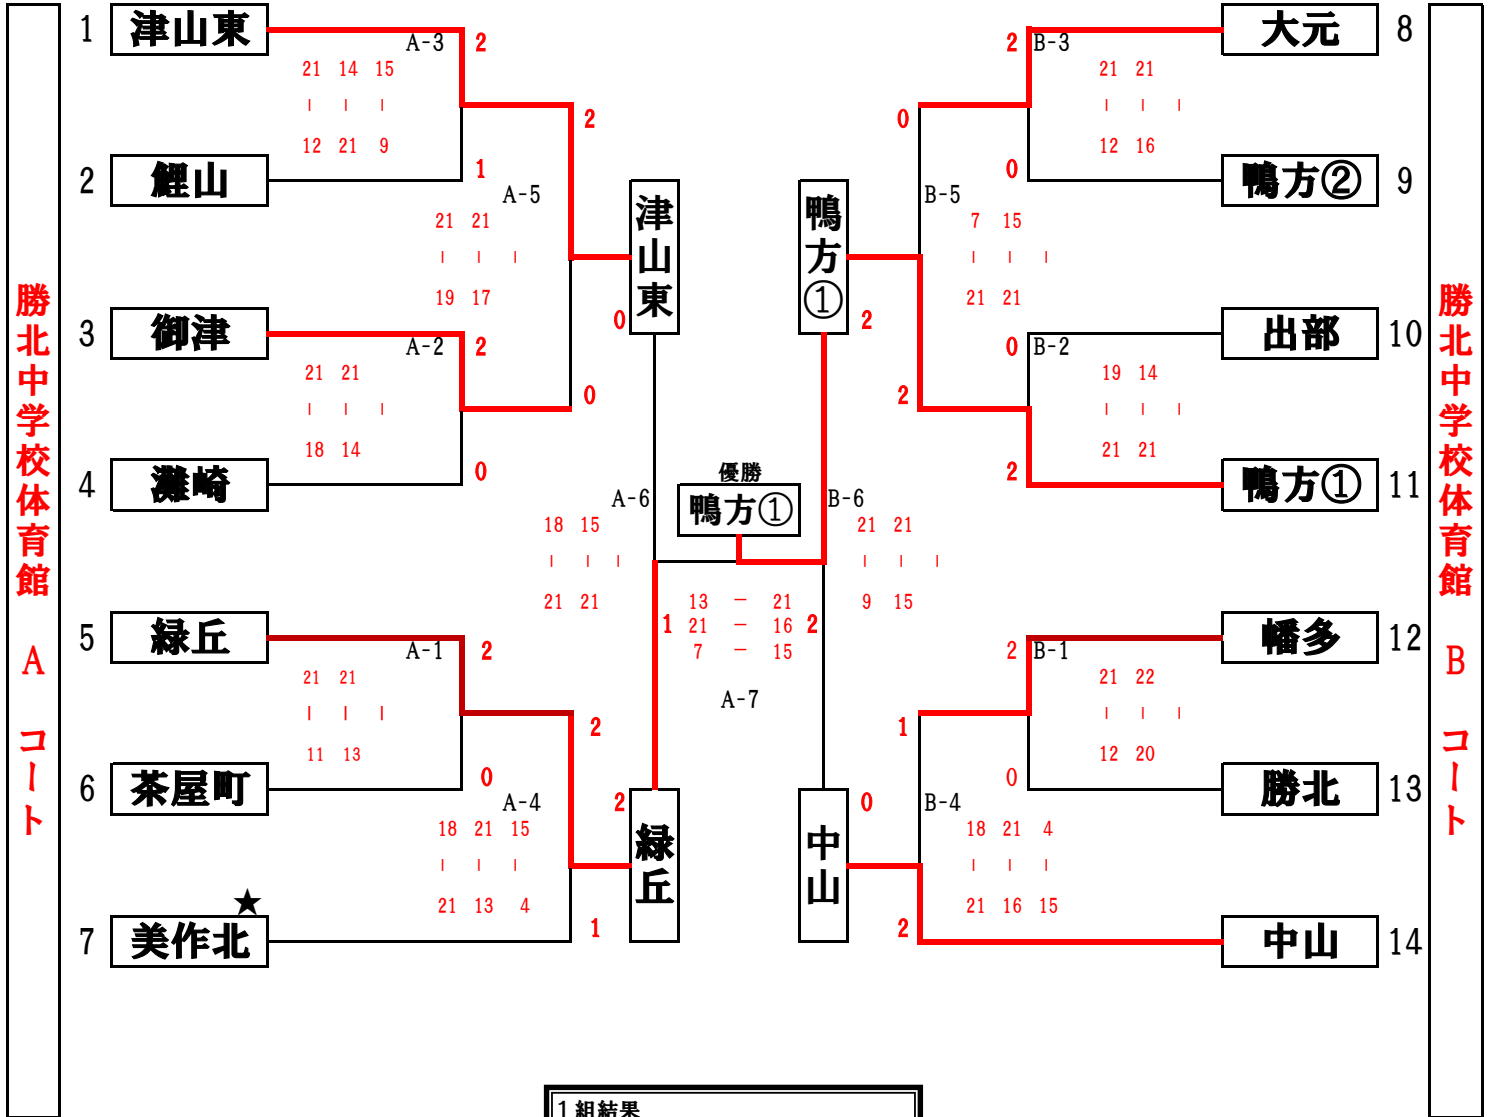 勝北中学校体育館 A コート
1 津山東
A-3
2
21 14 15
| | |
12 21 9
2 鯉山
1
2
A-5
21 21
| | |
19 17
3 御津
A-2
2
21 21
| | |
18 14
4 灘崎
0
0
津山東
0
A-6
18 15
| | |
21 21
5 緑丘
A-1
2
21 21
| | |
11 13
6 茶屋町
0
2
A-4
18 21 15
| | |
21 13 4
★
7 美作北
1
2
緑丘
優勝
鴨方①
1 13 － 21 2
21 － 16
7 － 15
A-7
鴨方①
2
B-6
21 21
| | |
9 15
中山
0
大元 8
2
B-3
21 21
| | |
12 16
鴨方② 9
0
0
B-5
7 15
| | |
21 21
出部 10
0
B-2
19 14
| | |
21 21
鴨方① 11
2
2
幡多 12
2
B-1
21 22
| | |
12 20
勝北 13
0
1
B-4
18 21 4
| | |
21 16 15
中山 14
2
勝北中学校体育館 B コート
1組結果